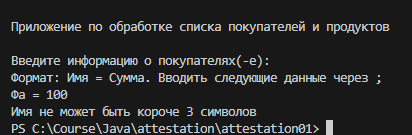 Приложение по обработке списка покупателей и продуктов
Введите информацию о покупателях(-е):
Формат: Имя = Сумма. Вводить следующие данные через ;
Фа = 100
Имя не может быть короче 3 символов
PS C:\Course\Java\attestation\attestation01>